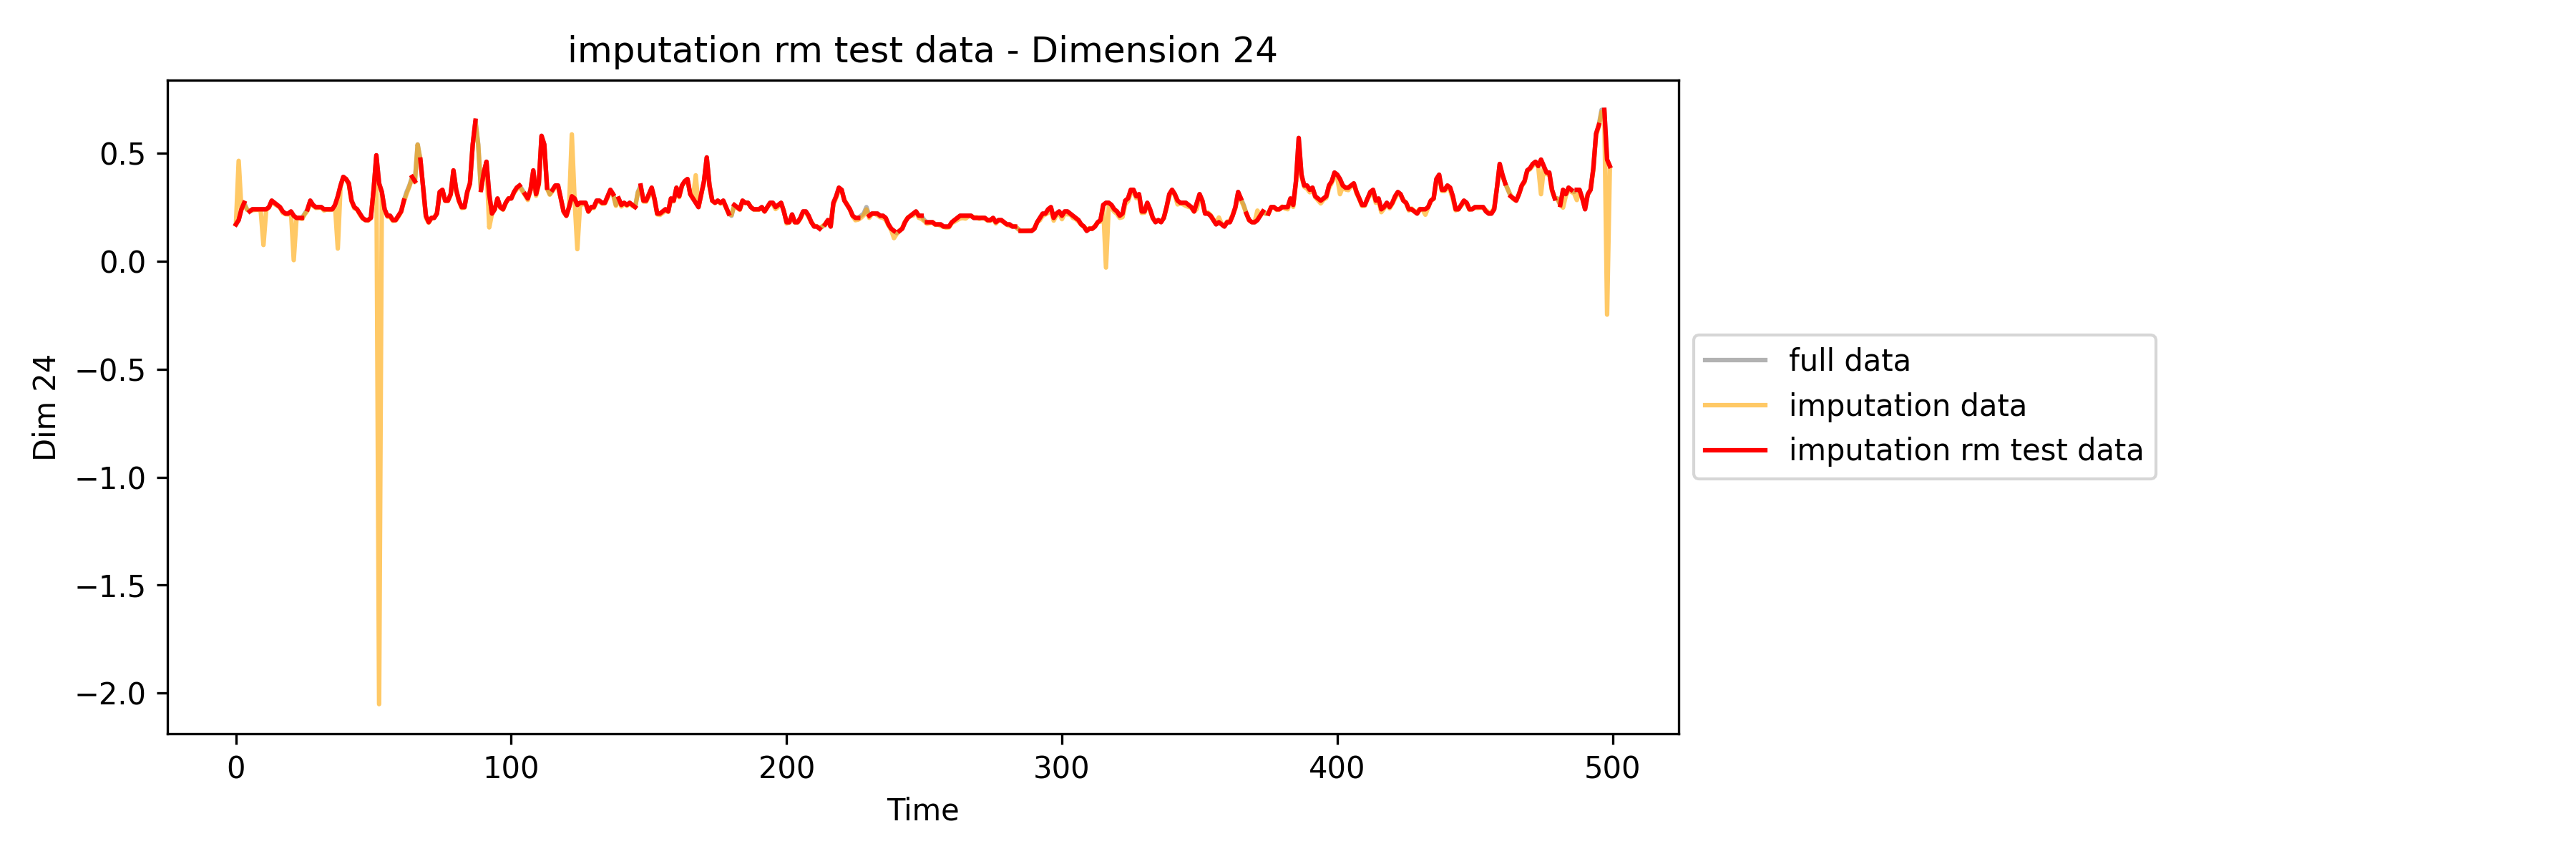 imputation rm test data - Dimension 24
0.5
0.0
−0.5
−1.0
−1.5
−2.0
Dim 24
0 100 200 300 400 500
Time
full data
imputation data
imputation rm test data